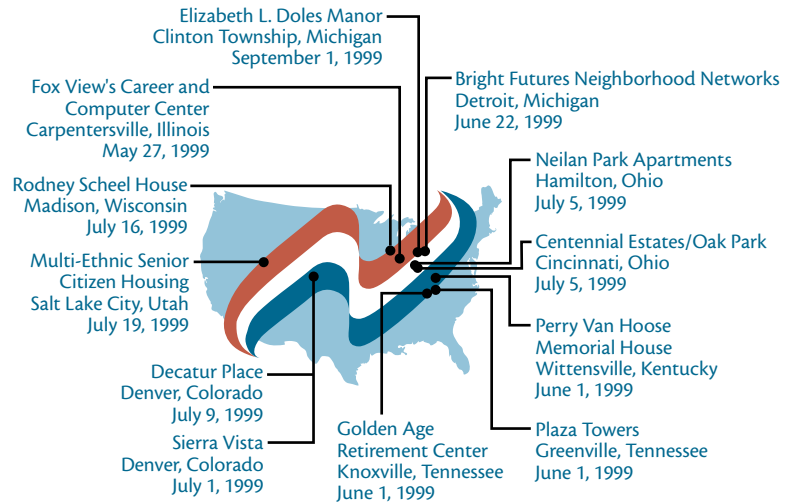 Elizabeth L. Doles Manor
Clinton Township, Michigan
September 1, 1999
Bright Futures Neighborhood Networks
Detroit, Michigan
June 22, 1999
Fox View's Career and
Computer Center
Carpentersville, Illinois
May 27, 1999
Neilan Park Apartments
Hamilton, Ohio
July 5, 1999
Rodney Scheel House
Madison, Wisconsin
July 16, 1999
Centennial Estates/Oak Park
Cincinnati, Ohio
July 5, 1999
Multi-Ethnic Senior
Citizen Housing
Salt Lake City, Utah
July 19, 1999
Perry Van Hoose
Memorial House
Wittensville, Kentucky
June 1, 1999
Decatur Place
Denver, Colorado
July 9, 1999
Sierra Vista
Denver, Colorado
July 1, 1999
Golden Age
Retirement Center
Knoxville, Tennessee
June 1, 1999
Plaza Towers
Greenville, Tennessee
June 1, 1999